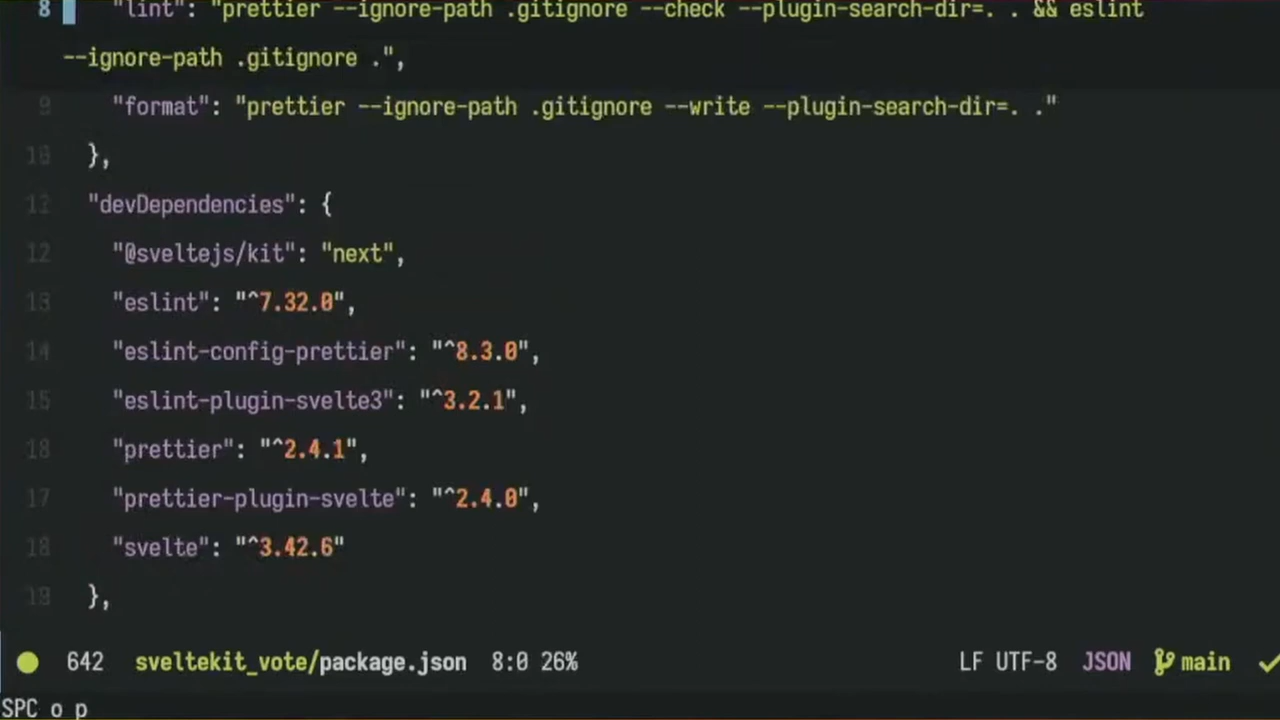 8 "lint": "prettier --ignore-path .gitignore --check --plugin-search-dir=. . && eslint
--ignore-path .gitignore .",
9 "format": "prettier --ignore-path .gitignore --write --plugin-search-dir=. ."
10 },
"devDependencies": {
12 "@sveltejs/kit": "next",
13 "eslint": "^7.32.0",
14 "eslint-config-prettier": "^8.3.0",
15 "eslint-plugin-svelte3": "^3.2.1",
"prettier": "^2.4.1",
17 "prettier-plugin-svelte": "^2.4.0",
18 "svelte": "^3.42.6"
19 },
642 sveltekit_vote/package.json 8:0 26% LF UTF-8 JSON main
SPC o p